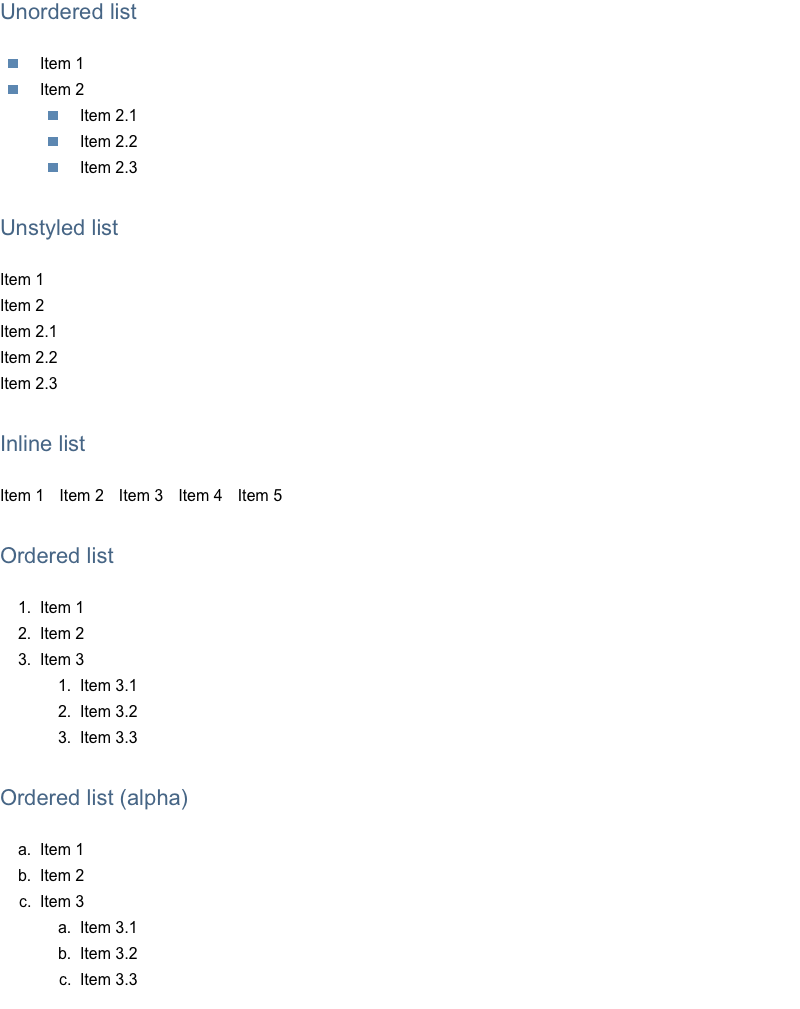 Unordered list
Item 1
Item 2
Item 2.1
Item 2.2
Item 2.3
Unstyled list
Item 1
Item 2
Item 2.1
Item 2.2
Item 2.3
Inline list
Item 1 Item 2 Item 3 Item 4 Item 5
Ordered list
1. Item 1
2. Item 2
3. Item 3
1. Item 3.1
2. Item 3.2
3. Item 3.3
Ordered list (alpha)
a. Item 1
b. Item 2
c. Item 3
a. Item 3.1
b. Item 3.2
c. Item 3.3